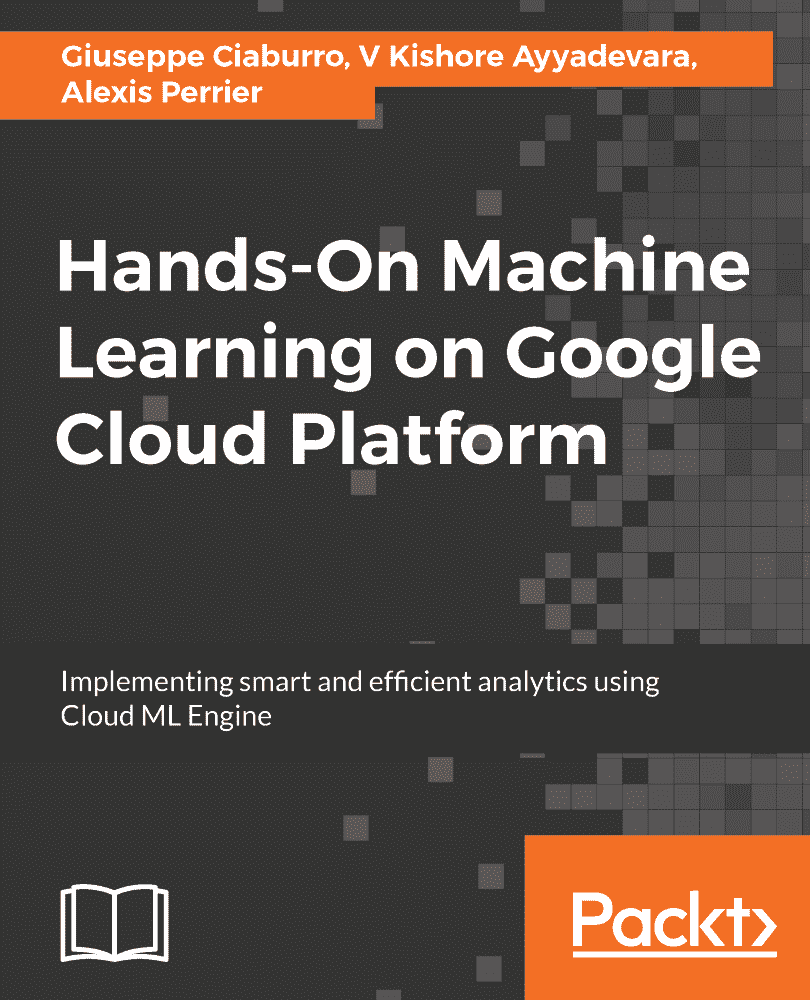 Giuseppe Ciaburro, V Kishore Ayyadevara,
Alexis Perrier
Hands-On Machine
Learning on Google
Cloud Platform
Implementing smart and efficient analytics using
Cloud ML Engine
Packt>